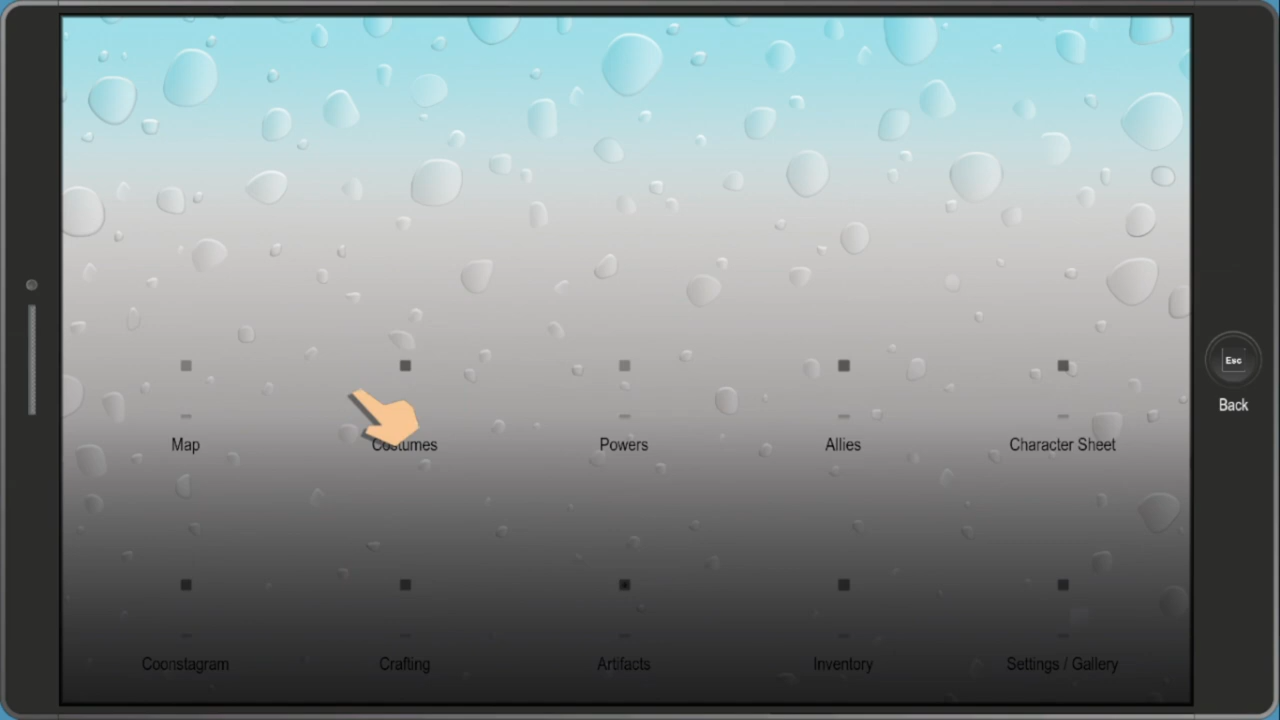 Esc
Back
Map
Costumes
Powers
Allies
Character Sheet
Coonstagram
Crafting
Artifacts
Inventory
Settings / Gallery